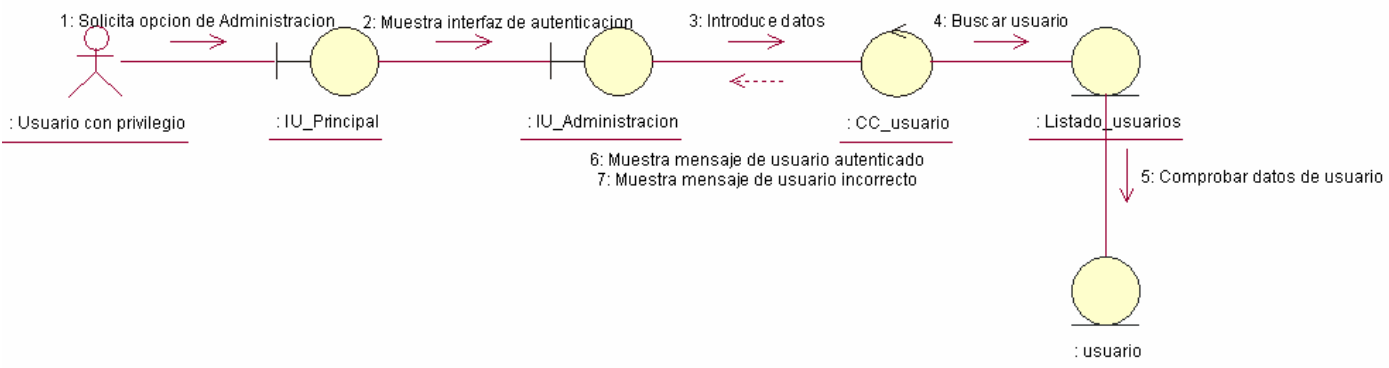 1: Solicita opcion de Administracion
2: Muestra interfaz de autenticacion
3: Introduce datos
4: Buscar usuario
: Usuario con privilegio
: IU_Principal
: IU_Administracion
: CC_usuario
: Listado_usuarios
6: Muestra mensaje de usuario autenticado
7: Muestra mensaje de usuario incorrecto
5: Comprobar datos de usuario
: usuario